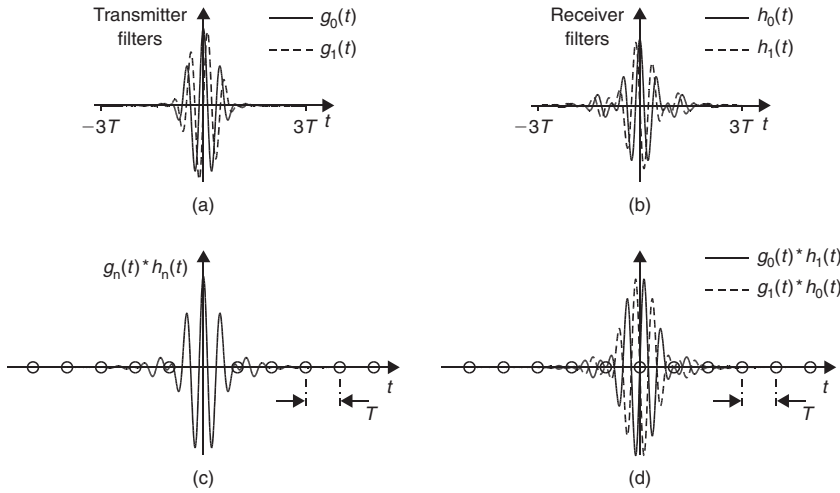 Transmitter
filters
g₀(t)
g₁(t)
−3T
3T
t
(a)
Receiver
filters
h₀(t)
h₁(t)
−3T
3T
t
(b)
gₙ(t)*hₙ(t)
t
T
(c)
g₀(t)*h₁(t)
g₁(t)*h₀(t)
t
T
(d)